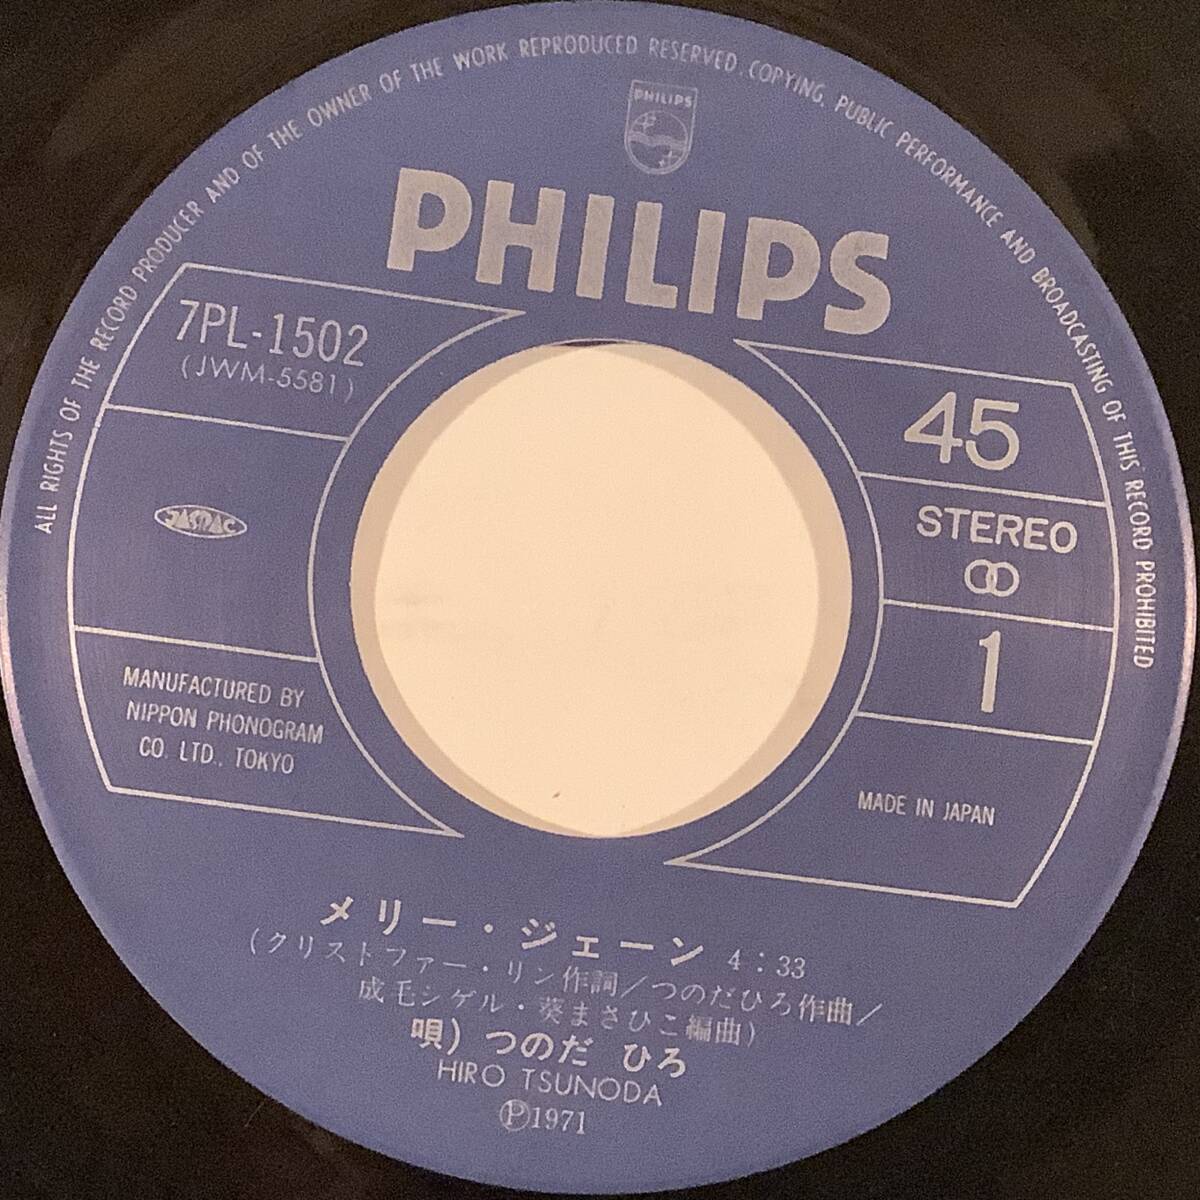 ALL RIGHTS OF THE RECORD PRODUCER AND OF THE OWNER OF THE WORK REPRODUCED RESERVED. COPYING, PUBLIC PERFORMANCE AND BROADCASTING OF THIS RECORD PROHIBITED
PHILIPS
PHILIPS
7PL-1502
(JWM-5581)
JASRAC
MANUFACTURED BY
NIPPON PHONOGRAM
CO. LTD., TOKYO
45
STEREO
1
MADE IN JAPAN
メリー・ジェーン 4:33
(クリストファー・リン作詞/つのだひろ作曲/
成毛シゲル・葵まさひこ編曲)
唄) つのだ ひろ
HIRO TSUNODA
Ⓟ1971